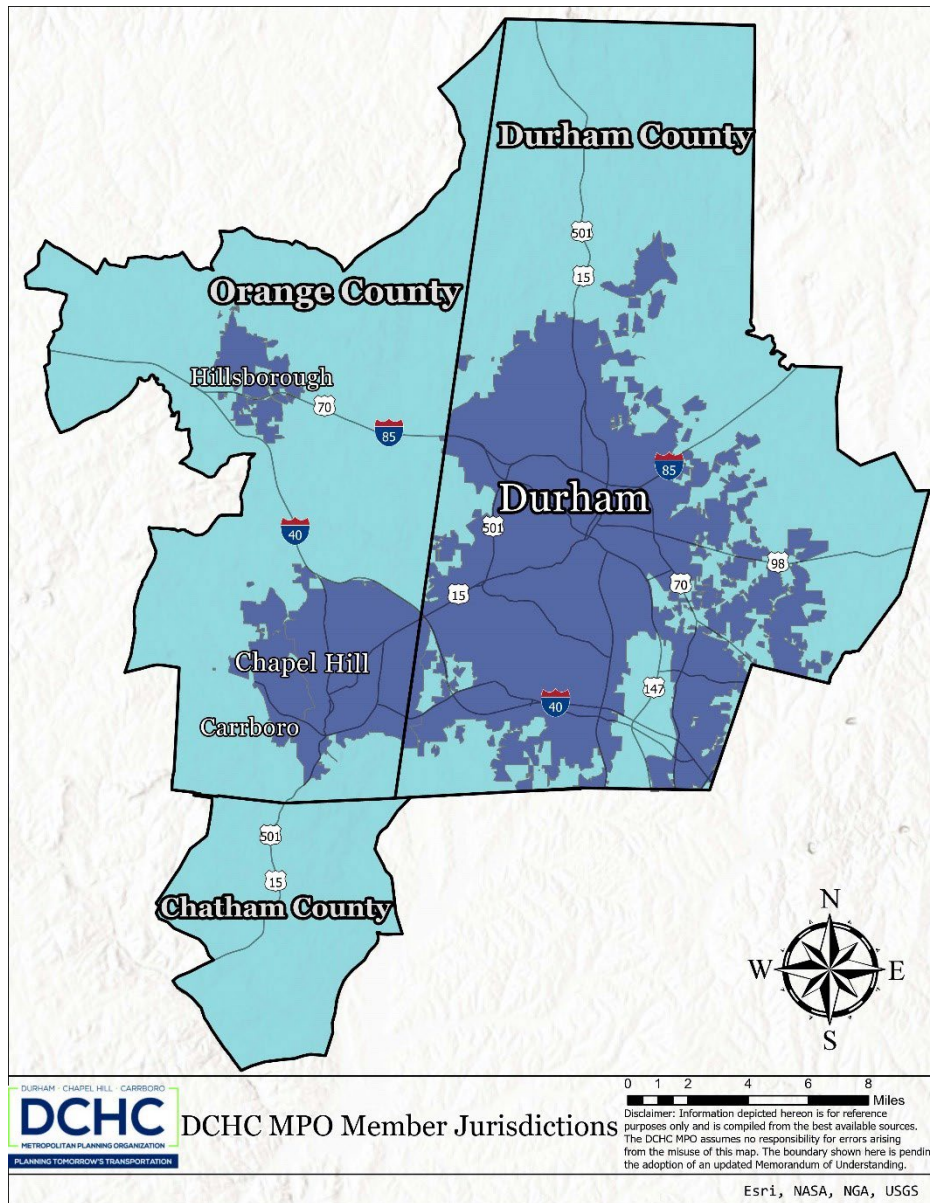 Durham County
501
15
Orange County
Hillsborough
70
85
85
Durham
501
40
98
70
15
Chapel Hill
147
40
Carrboro
501
15
Chatham County
N
W E
S
DURHAM · CHAPEL HILL · CARRBORO
DCHC
METROPOLITAN PLANNING ORGANIZATION
PLANNING TOMORROW'S TRANSPORTATION
DCHC MPO Member Jurisdictions
0 1 2 4 6 8
Miles
Disclaimer: Information depicted hereon is for reference
purposes only and is compiled from the best available sources.
The DCHC MPO assumes no responsibility for errors arising
from the misuse of this map. The boundary shown here is pendin
the adoption of an updated Memorandum of Understanding.
Esri, NASA, NGA, USGS